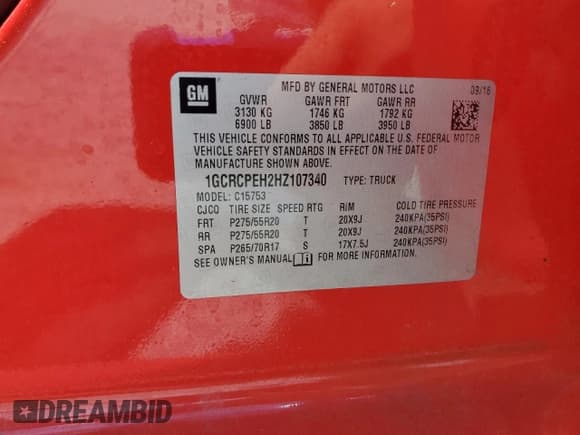 GM
MFD BY GENERAL MOTORS LLC
09/16
GVWR GAWR FRT GAWR RR
3130 KG 1746 KG 1792 KG
6900 LB 3850 LB 3950 LB
THIS VEHICLE CONFORMS TO ALL APPLICABLE U.S. FEDERAL MOTOR
VEHICLE SAFETY STANDARDS IN EFFECT ON THE DATE OF
MANUFACTURE SHOWN ABOVE.
1GCRCPEH2HZ107340 TYPE: TRUCK
MODEL: C15753
CJCO TIRE SIZE SPEED RTG RIM COLD TIRE PRESSURE
FRT P275/55R20 T 20X9J 240KPA(35PSI)
RR P275/55R20 T 20X9J 240KPA(35PSI)
SPA P265/70R17 S 17X7.5J 240KPA(35PSI)
SEE OWNER'S MANUAL FOR MORE INFORMATION.
DREAMBID